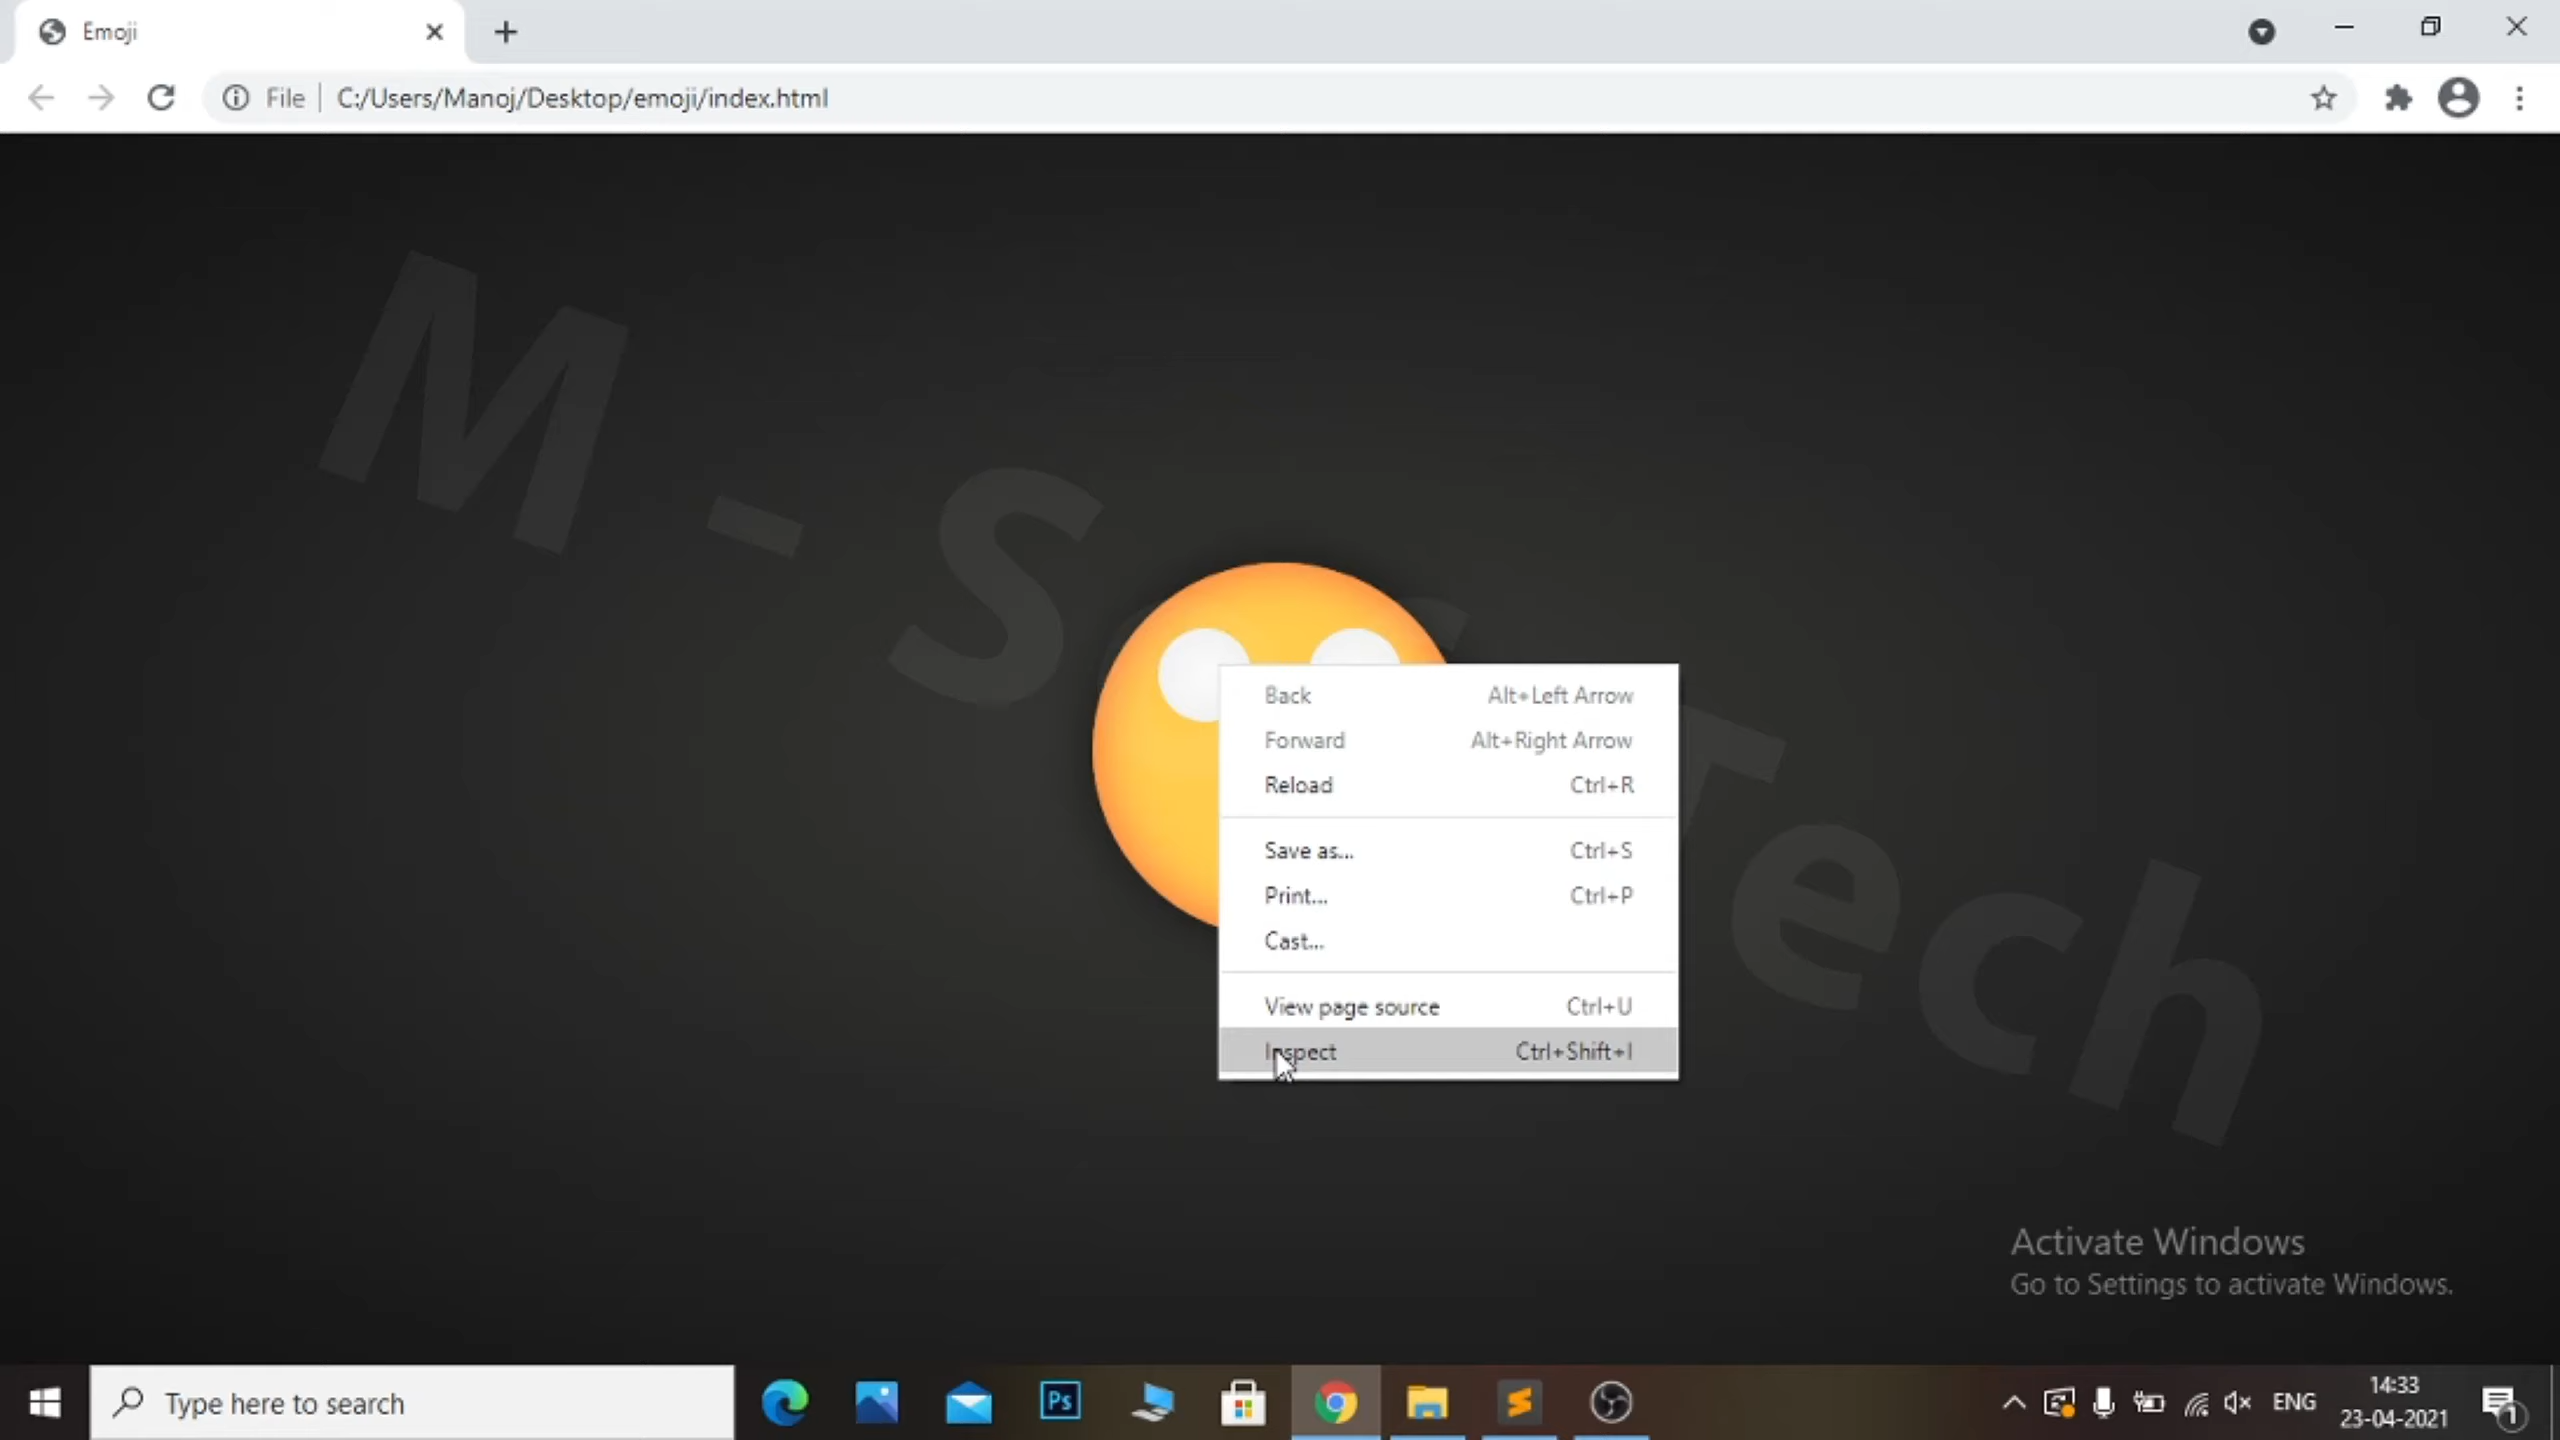 Emoji
File C:/Users/Manoj/Desktop/emoji/index.html
M - S Tech
Back Alt+Left Arrow
Forward Alt+Right Arrow
Reload Ctrl+R
Save as... Ctrl+S
Print... Ctrl+P
Cast... 
View page source Ctrl+U
Inspect Ctrl+Shift+I
Activate Windows
Go to Settings to activate Windows.
Type here to search
Ps
ENG
14:33
23-04-2021
1